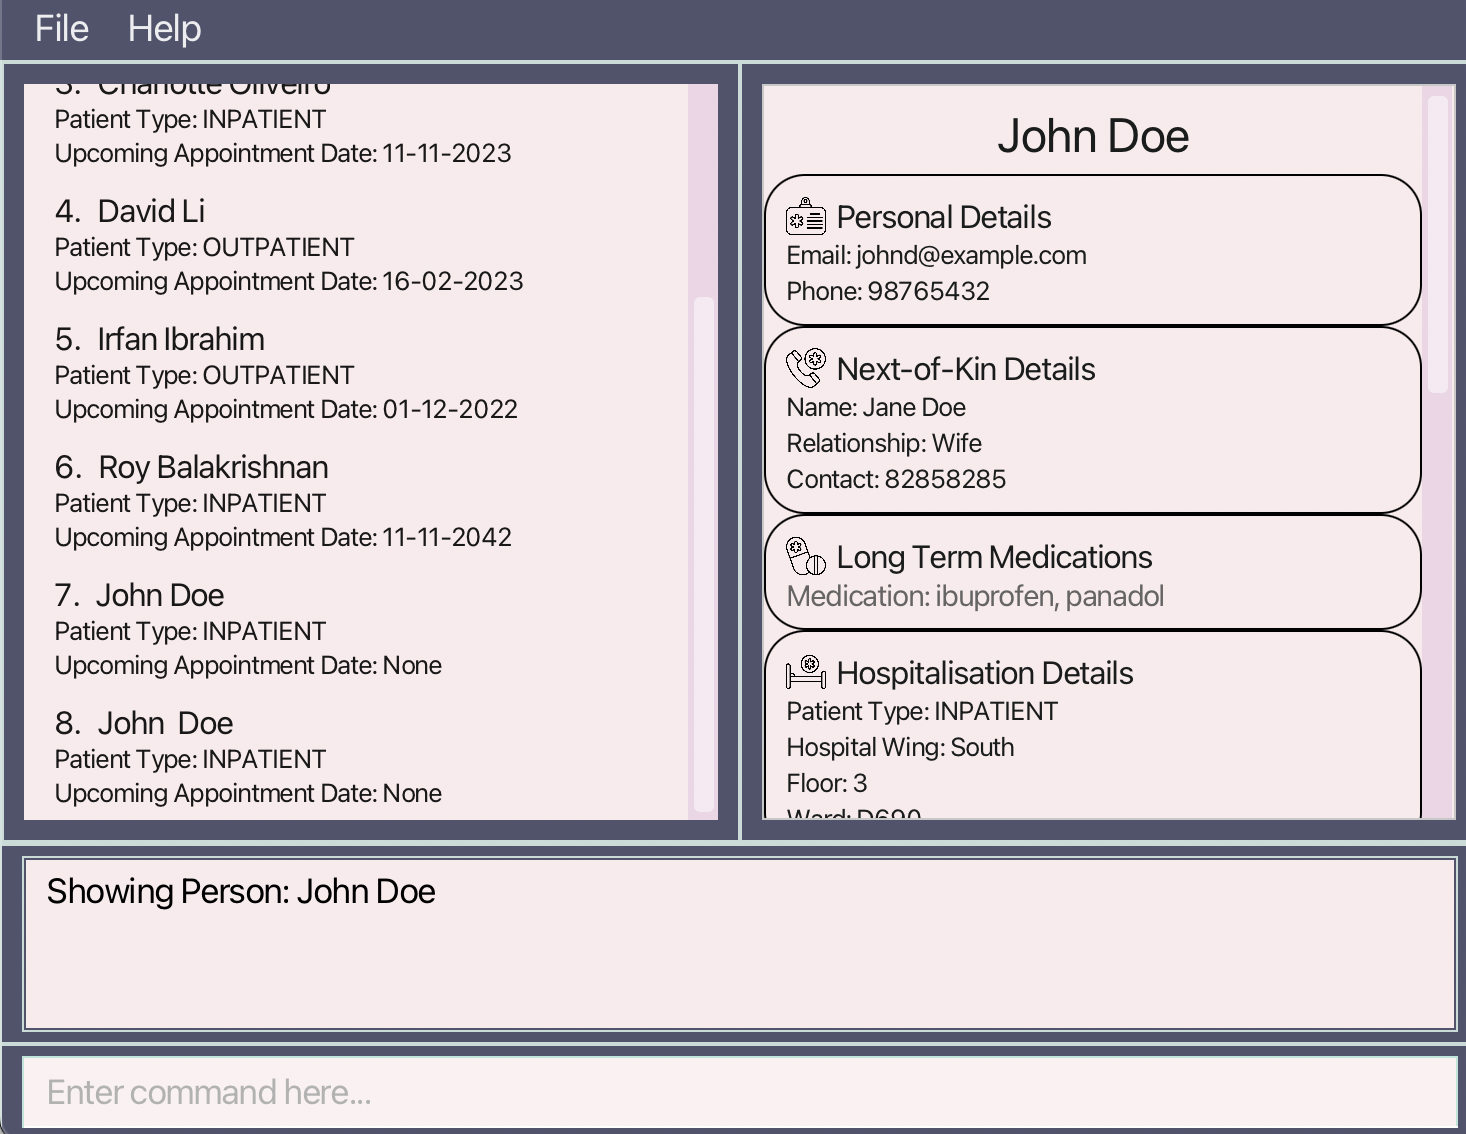 File Help
3. Charlotte Oliveiro
Patient Type: INPATIENT
Upcoming Appointment Date: 11-11-2023
4. David Li
Patient Type: OUTPATIENT
Upcoming Appointment Date: 16-02-2023
5. Irfan Ibrahim
Patient Type: OUTPATIENT
Upcoming Appointment Date: 01-12-2022
6. Roy Balakrishnan
Patient Type: INPATIENT
Upcoming Appointment Date: 11-11-2042
7. John Doe
Patient Type: INPATIENT
Upcoming Appointment Date: None
8. John  Doe
Patient Type: INPATIENT
Upcoming Appointment Date: None
John Doe
Personal Details
Email: johnd@example.com
Phone: 98765432
Next-of-Kin Details
Name: Jane Doe
Relationship: Wife
Contact: 82858285
Long Term Medications
Medication: ibuprofen, panadol
Hospitalisation Details
Patient Type: INPATIENT
Hospital Wing: South
Floor: 3
Ward: D690
Showing Person: John Doe
Enter command here...